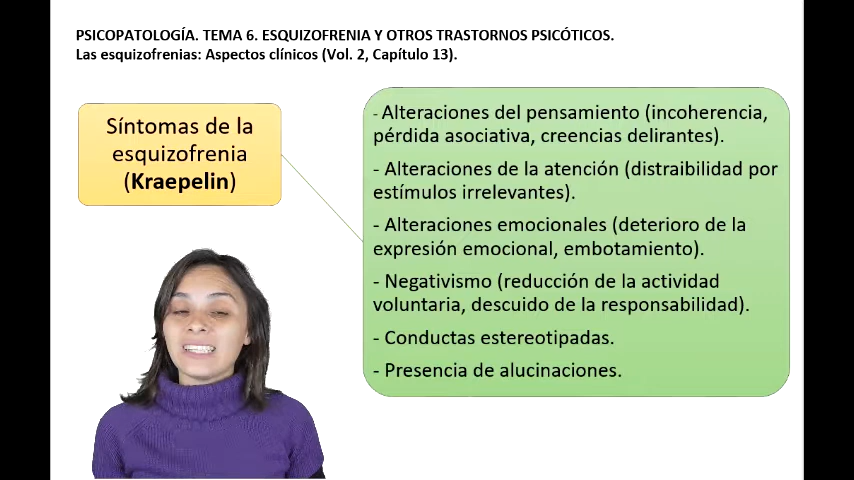 PSICOPATOLOGÍA. TEMA 6. ESQUIZOFRENIA Y OTROS TRASTORNOS PSICÓTICOS.
Las esquizofrenias: Aspectos clínicos (Vol. 2, Capítulo 13).
Síntomas de la
esquizofrenia
(Kraepelin)
- Alteraciones del pensamiento (incoherencia,
pérdida asociativa, creencias delirantes).
- Alteraciones de la atención (distraibilidad por
estímulos irrelevantes).
- Alteraciones emocionales (deterioro de la
expresión emocional, embotamiento).
- Negativismo (reducción de la actividad
voluntaria, descuido de la responsabilidad).
- Conductas estereotipadas.
- Presencia de alucinaciones.